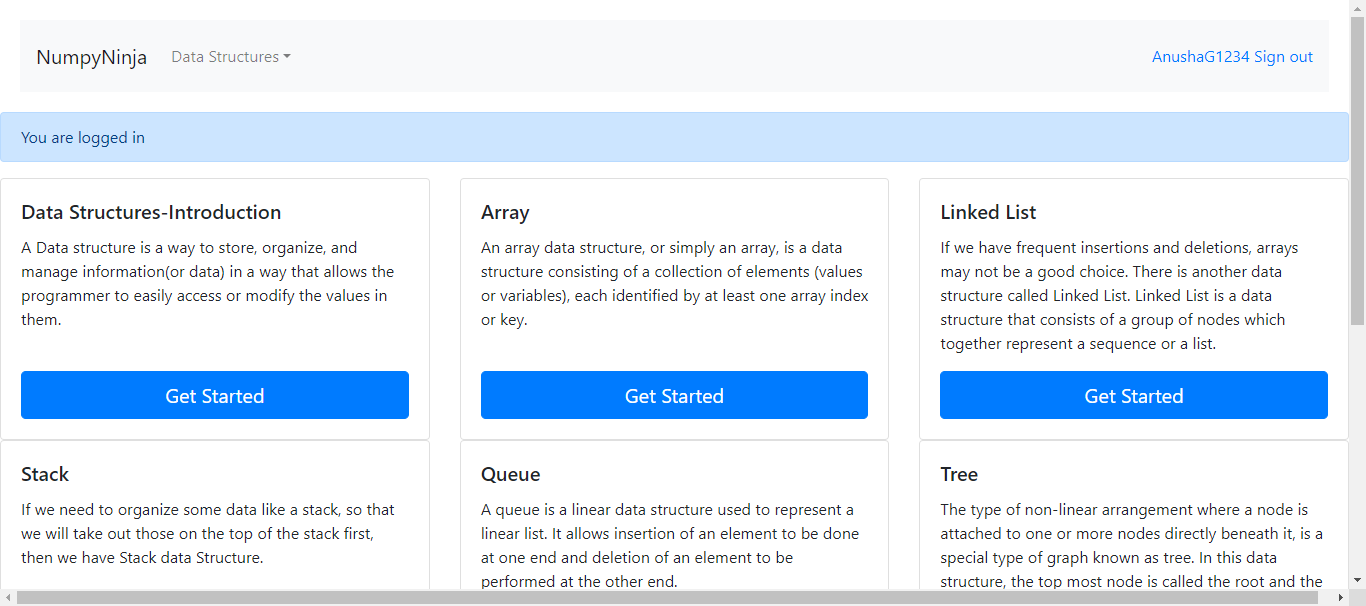 NumpyNinja
Data Structures
AnushaG1234 Sign out
You are logged in
Data Structures-Introduction
A Data structure is a way to store, organize, and
manage information(or data) in a way that allows the
programmer to easily access or modify the values in
them.
Get Started
Array
An array data structure, or simply an array, is a data
structure consisting of a collection of elements (values
or variables), each identified by at least one array index
or key.
Get Started
Linked List
If we have frequent insertions and deletions, arrays
may not be a good choice. There is another data
structure called Linked List. Linked List is a data
structure that consists of a group of nodes which
together represent a sequence or a list.
Get Started
Stack
If we need to organize some data like a stack, so that
we will take out those on the top of the stack first,
then we have Stack data Structure.
Queue
A queue is a linear data structure used to represent a
linear list. It allows insertion of an element to be done
at one end and deletion of an element to be
performed at the other end.
Tree
The type of non-linear arrangement where a node is
attached to one or more nodes directly beneath it, is a
special type of graph known as tree. In this data
structure, the top most node is called the root and the